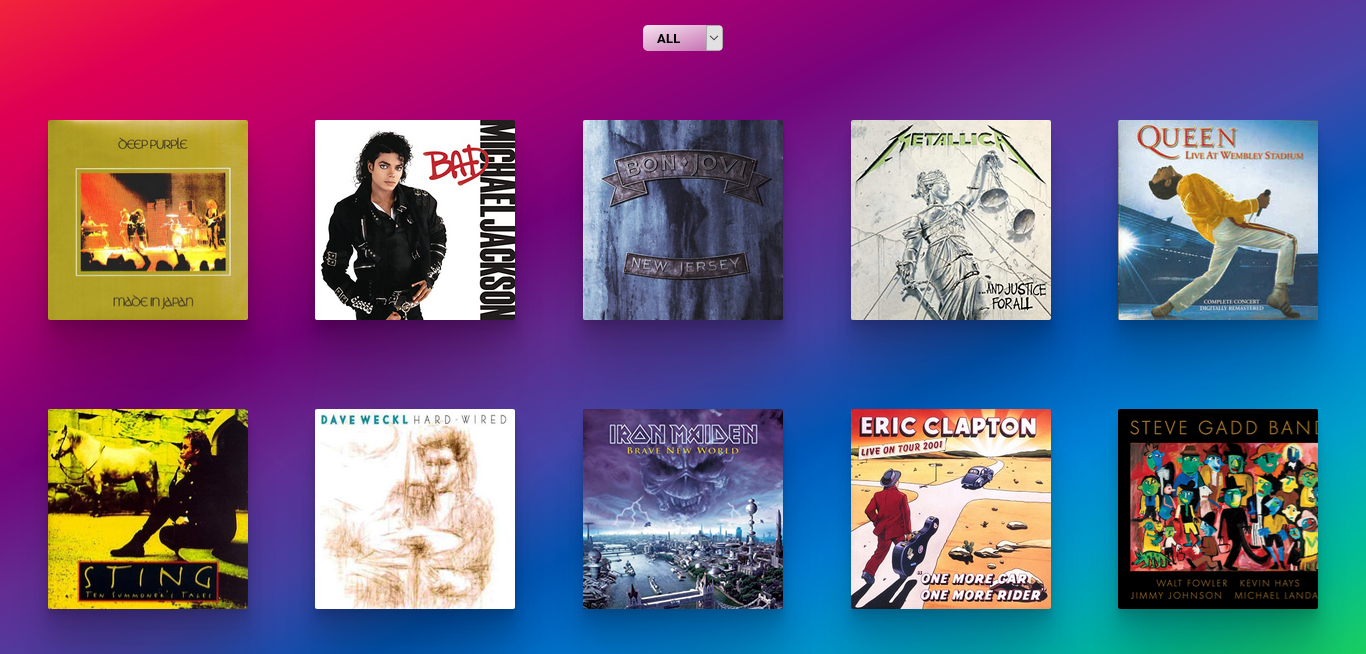 ALL
DEEP PURPLE
MADE IN JAPAN
BAD
MICHAEL JACKSON
BON JOVI
NEW JERSEY
METALLICA
...AND JUSTICE
FOR ALL
QUEEN
LIVE AT WEMBLEY STADIUM
COMPLETE CONCERT
DIGITALLY REMASTERED
STING
TEN SUMMONER'S TALES
DAVE WECKL HARD-WIRED
IRON MAIDEN
BRAVE NEW WORLD
ERIC CLAPTON
LIVE ON TOUR 2001
"ONE MORE CAR
ONE MORE RIDER"
STEVE GADD BAND
WALT FOWLER KEVIN HAYS
JIMMY JOHNSON MICHAEL LANDA